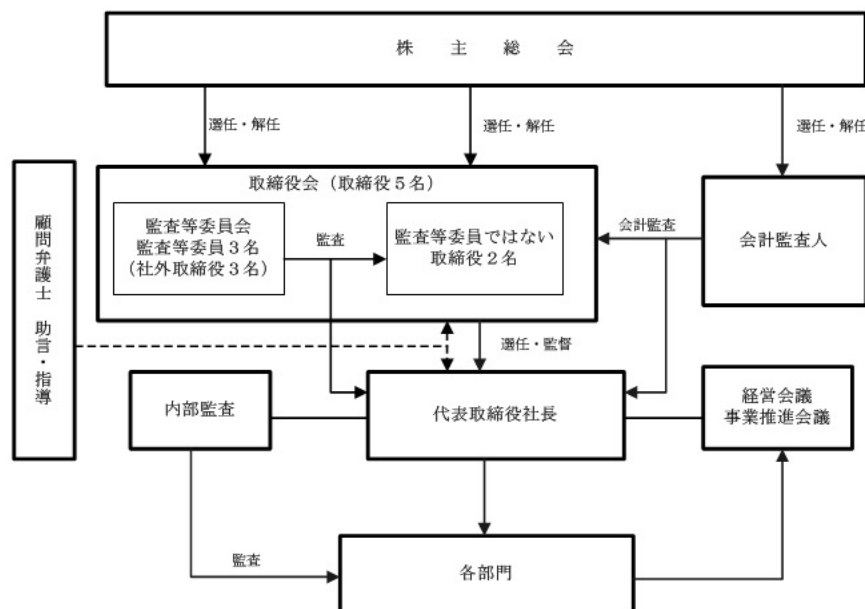 株主総会
選任・解任
選任・解任
選任・解任
取締役会（取締役５名）
監査等委員会
監査等委員３名
（社外取締役３名）
監査
監査等委員ではない
取締役２名
会計監査
会計監査人
顧問弁護士　助言・指導
選任・監督
内部監査
代表取締役社長
経営会議
事業推進会議
監査
各部門